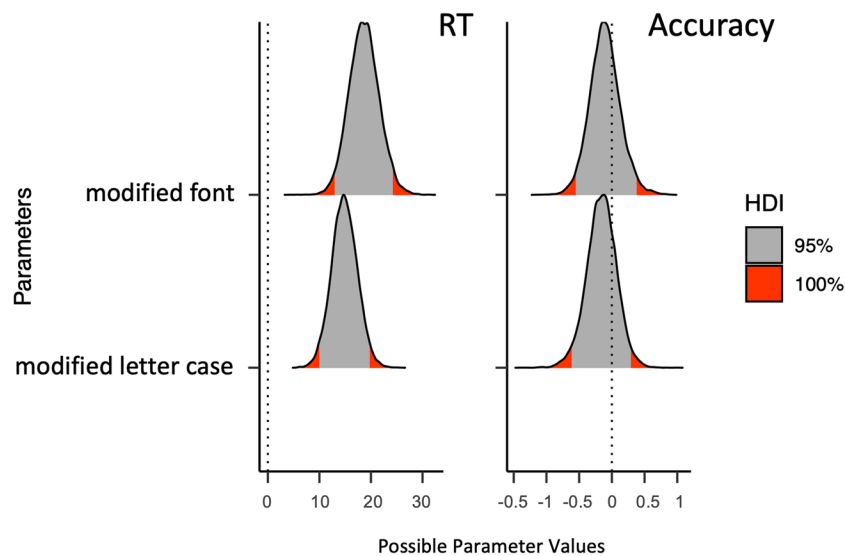 RT
Accuracy
Parameters
modified font
modified letter case
HDI
95%
100%
0 10 20 30
-0.5 -1 -0.5 0 0.5 1
Possible Parameter Values